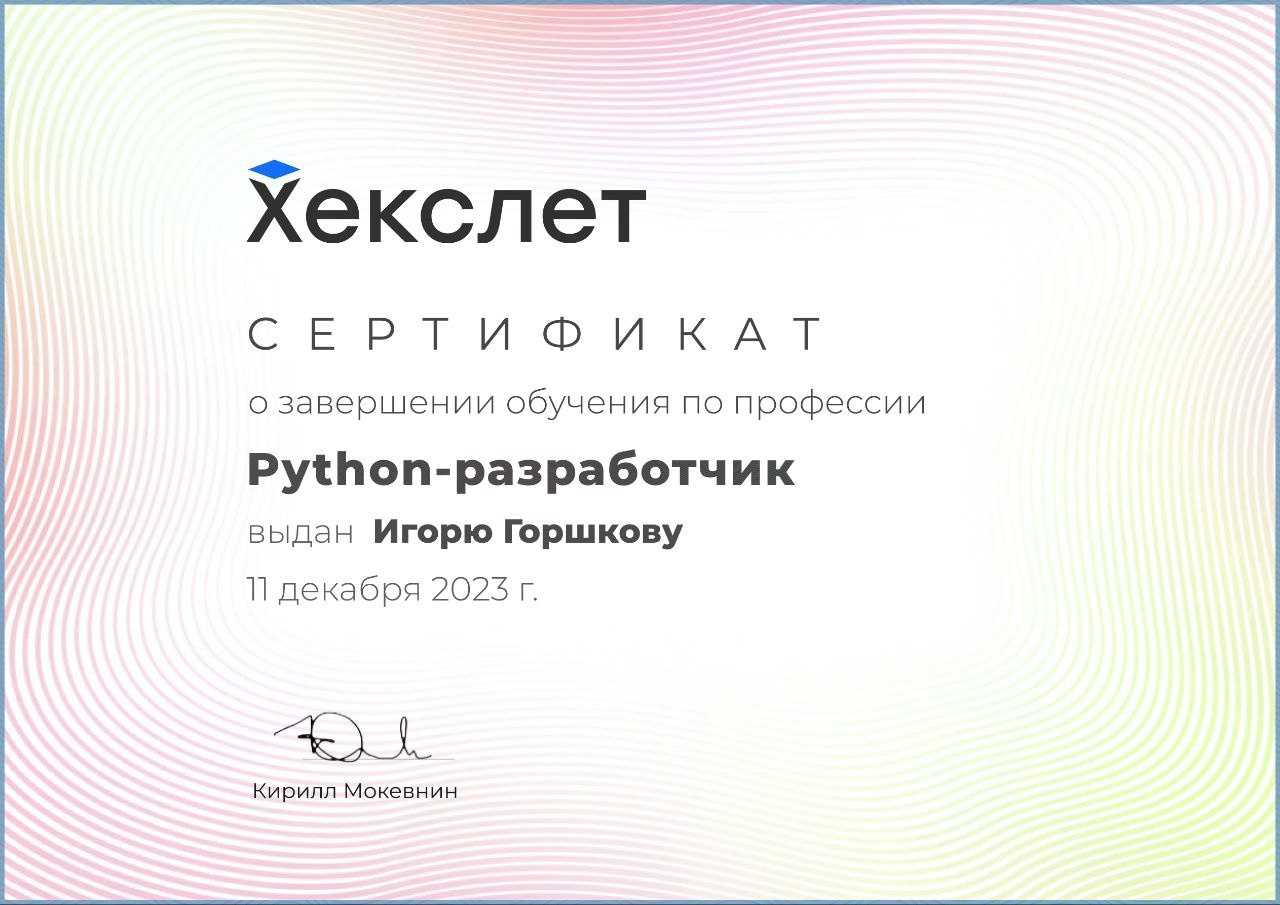 Хекслет
СЕРТИФИКАТ
о завершении обучения по профессии
Python-разработчик
выдан Игорю Горшкову
11 декабря 2023 г.
Кирилл Мокевнин